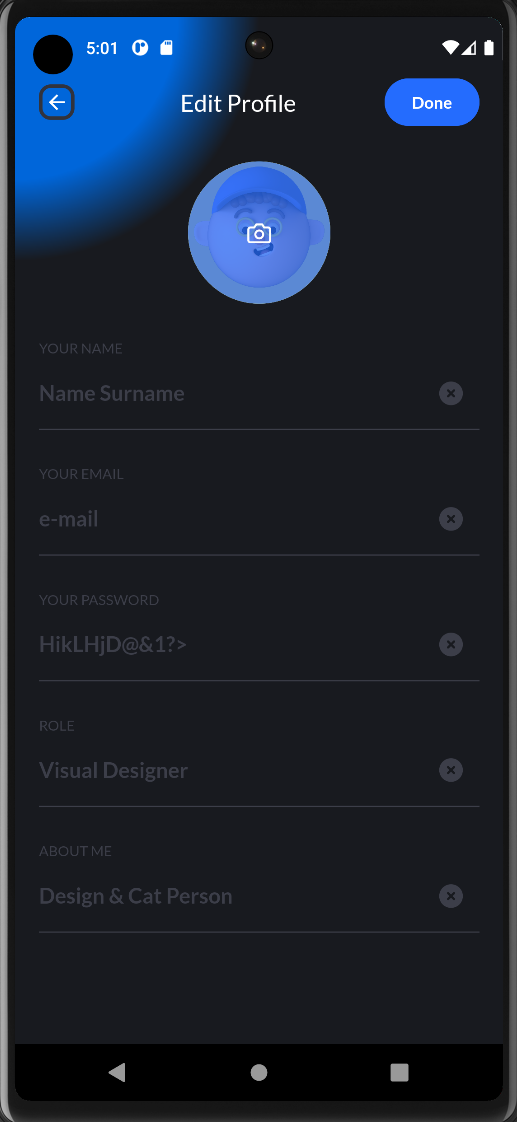 5:01
Edit Profile
Done
YOUR NAME
Name Surname
YOUR EMAIL
e-mail
YOUR PASSWORD
HikLHjD@&1?>
ROLE
Visual Designer
ABOUT ME
Design & Cat Person